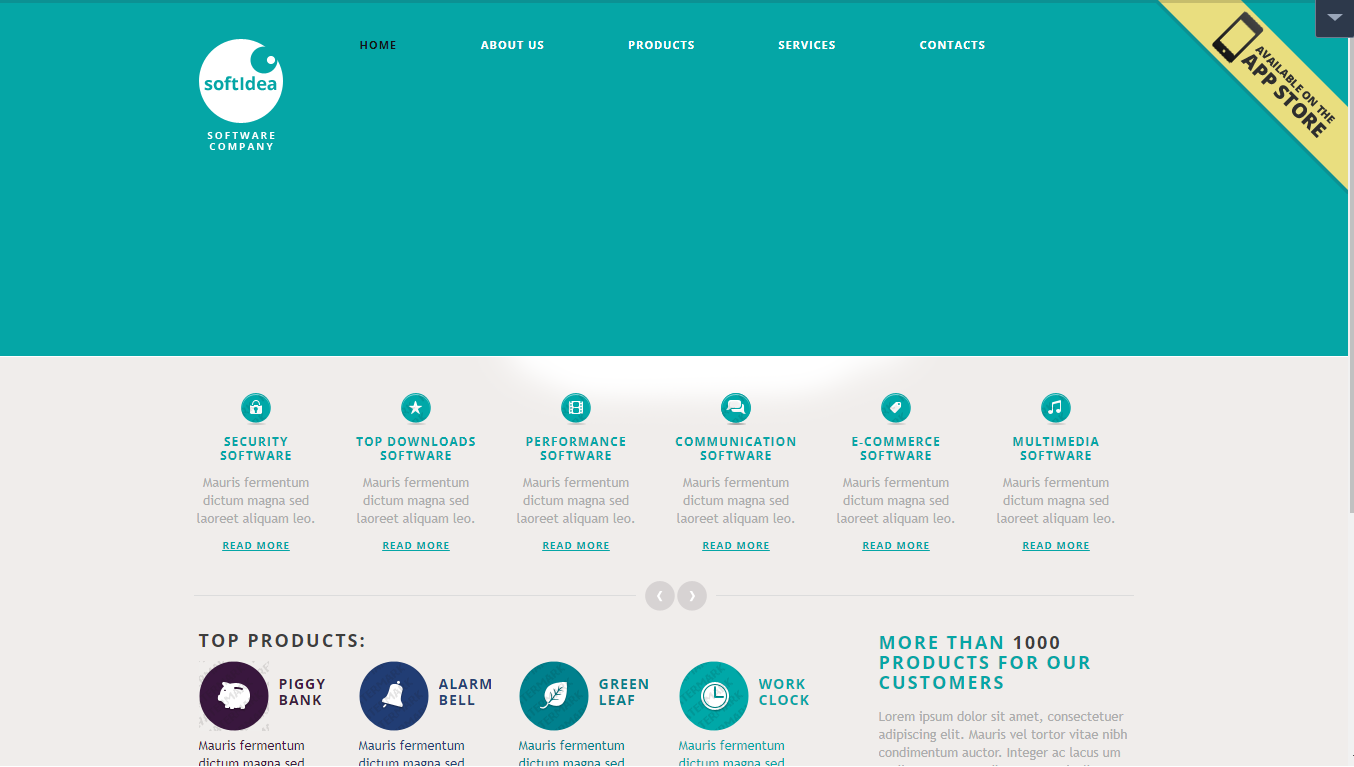 HOME
ABOUT US
PRODUCTS
SERVICES
CONTACTS
softIdea
SOFTWARE
COMPANY
AVAILABLE ON THE
APP STORE
SECURITY
SOFTWARE
Mauris fermentum
dictum magna sed
laoreet aliquam leo.
READ MORE
TOP DOWNLOADS
SOFTWARE
Mauris fermentum
dictum magna sed
laoreet aliquam leo.
READ MORE
PERFORMANCE
SOFTWARE
Mauris fermentum
dictum magna sed
laoreet aliquam leo.
READ MORE
COMMUNICATION
SOFTWARE
Mauris fermentum
dictum magna sed
laoreet aliquam leo.
READ MORE
E-COMMERCE
SOFTWARE
Mauris fermentum
dictum magna sed
laoreet aliquam leo.
READ MORE
MULTIMEDIA
SOFTWARE
Mauris fermentum
dictum magna sed
laoreet aliquam leo.
READ MORE
TOP PRODUCTS:
PIGGY
BANK
Mauris fermentum
dictum magna sed
ALARM
BELL
Mauris fermentum
dictum magna sed
GREEN
LEAF
Mauris fermentum
dictum magna sed
WORK
CLOCK
Mauris fermentum
dictum magna sed
MORE THAN 1000
PRODUCTS FOR OUR
CUSTOMERS
Lorem ipsum dolor sit amet, consectetuer
adipiscing elit. Mauris vel tortor vitae nibh
condimentum auctor. Integer ac lacus um